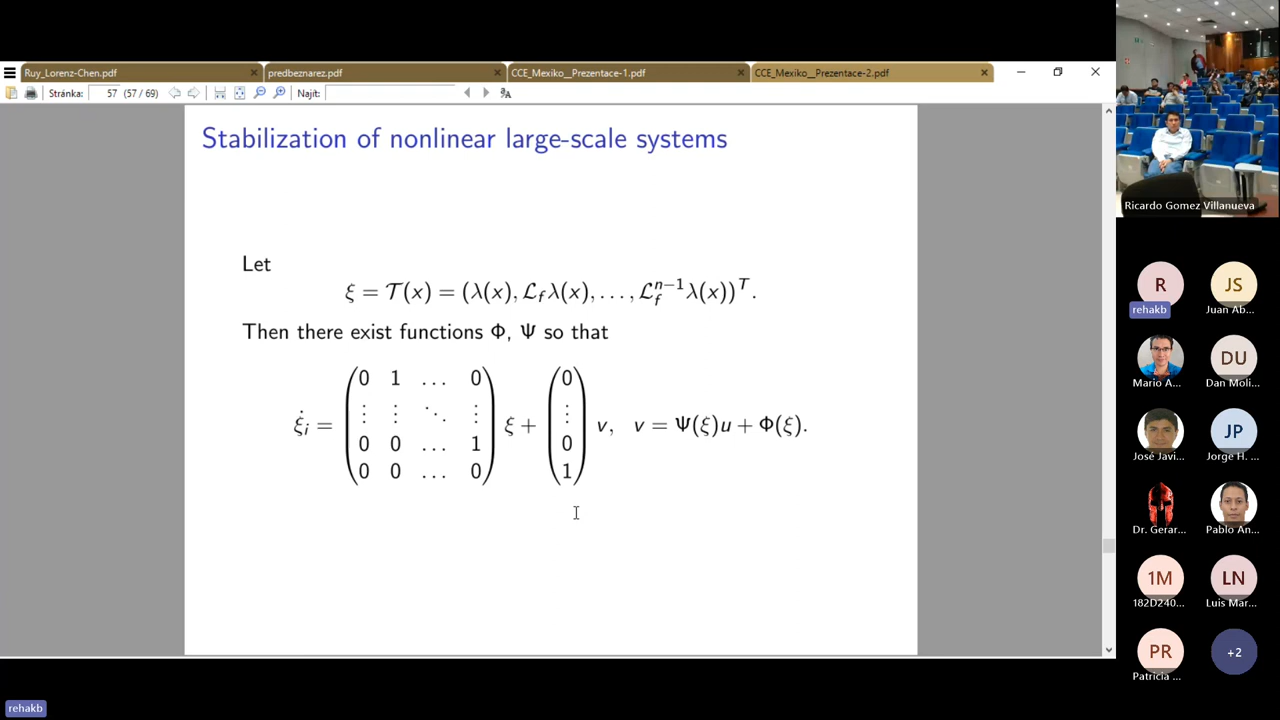 Ruy_Lorenz-Chen.pdf
predbeznarez.pdf
CCE_Mexiko__Prezentace-1.pdf
CCE_Mexiko__Prezentace-2.pdf
Stránka: 57 (57 / 69) Najít:
Stabilization of nonlinear large-scale systems
Let
ξ = 𝒯(x) = (λ(x), ℒ_f λ(x), . . . , ℒ_f^{n−1} λ(x))^T.
Then there exist functions Φ, Ψ so that
ξ̇_i = (0 1 … 0; ⋮ ⋮ ⋱ ⋮; 0 0 … 1; 0 0 … 0) ξ + (0; ⋮; 0; 1) v, v = Ψ(ξ)u + Φ(ξ).
Ricardo Gomez Villanueva
R
rehakb
JS
Juan Ab...
Mario A...
DU
Dan Moli...
José Javi...
JP
Jorge H. ...
Dr. Gerar...
Pablo An...
1M
182D240...
LN
Luis Mar...
PR
Patricia ...
+2
rehakb